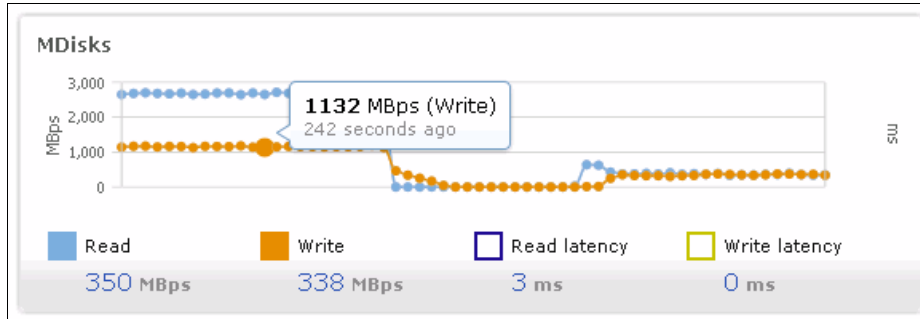 MDisks
3,000
2,000
1,000
0
MBps
ms
1132 MBps (Write)
242 seconds ago
Read
Write
Read latency
Write latency
350 MBps
338 MBps
3 ms
0 ms